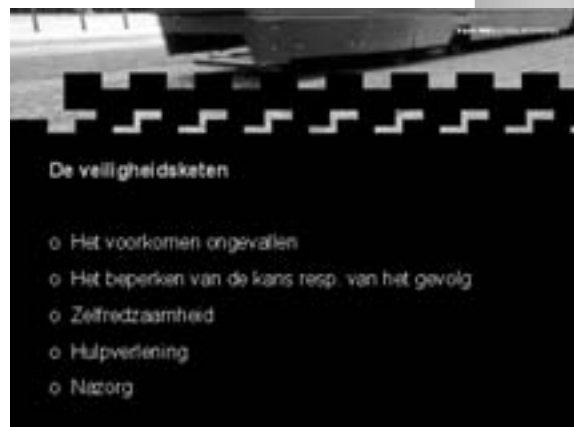 De veiligheidsketen
o Het voorkomen ongevallen
o Het beperken van de kans resp. van het gevolg
o Zelfredzaamheid
o Hulpverlening
o Nazorg